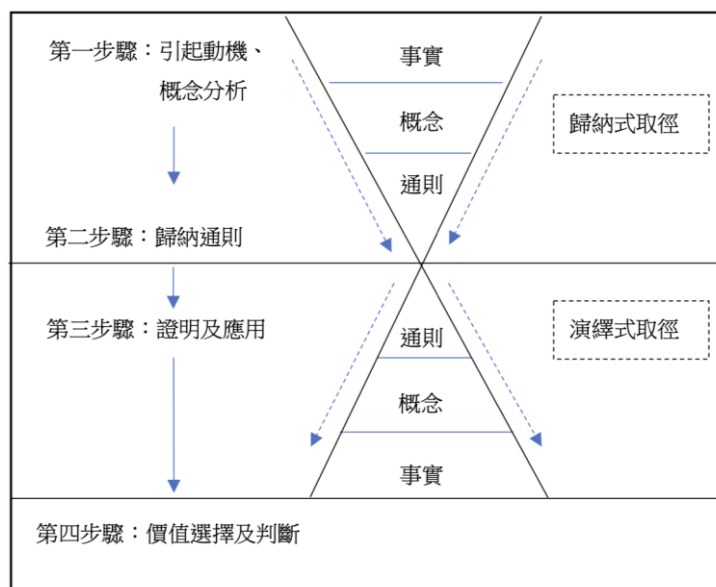 第一步驟：引起動機、
概念分析
事實
概念
通則
歸納式取徑
第二步驟：歸納通則
第三步驟：證明及應用
通則
概念
事實
演繹式取徑
第四步驟：價值選擇及判斷